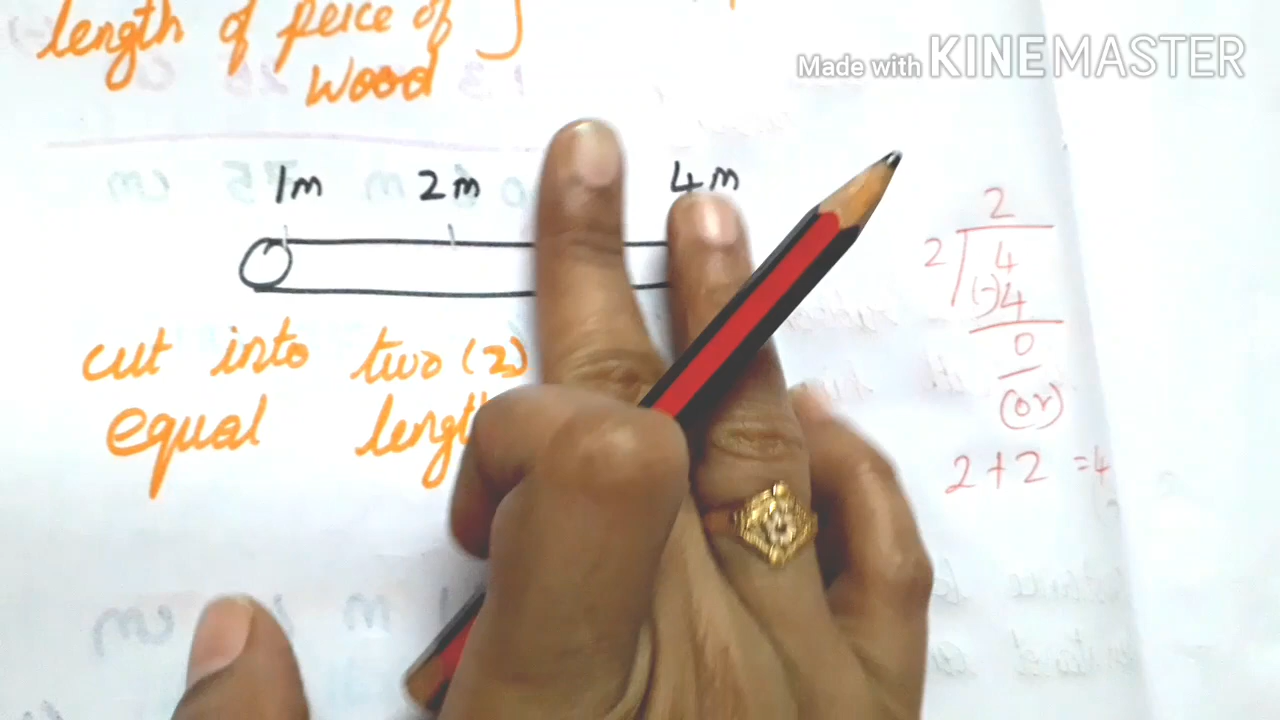 Made with KINEMASTER
length of peice of }
wood
1m 2m 4m
cut into two (2)
equal length
2
2 4
(-)4
0
(or)
2 + 2 = 4